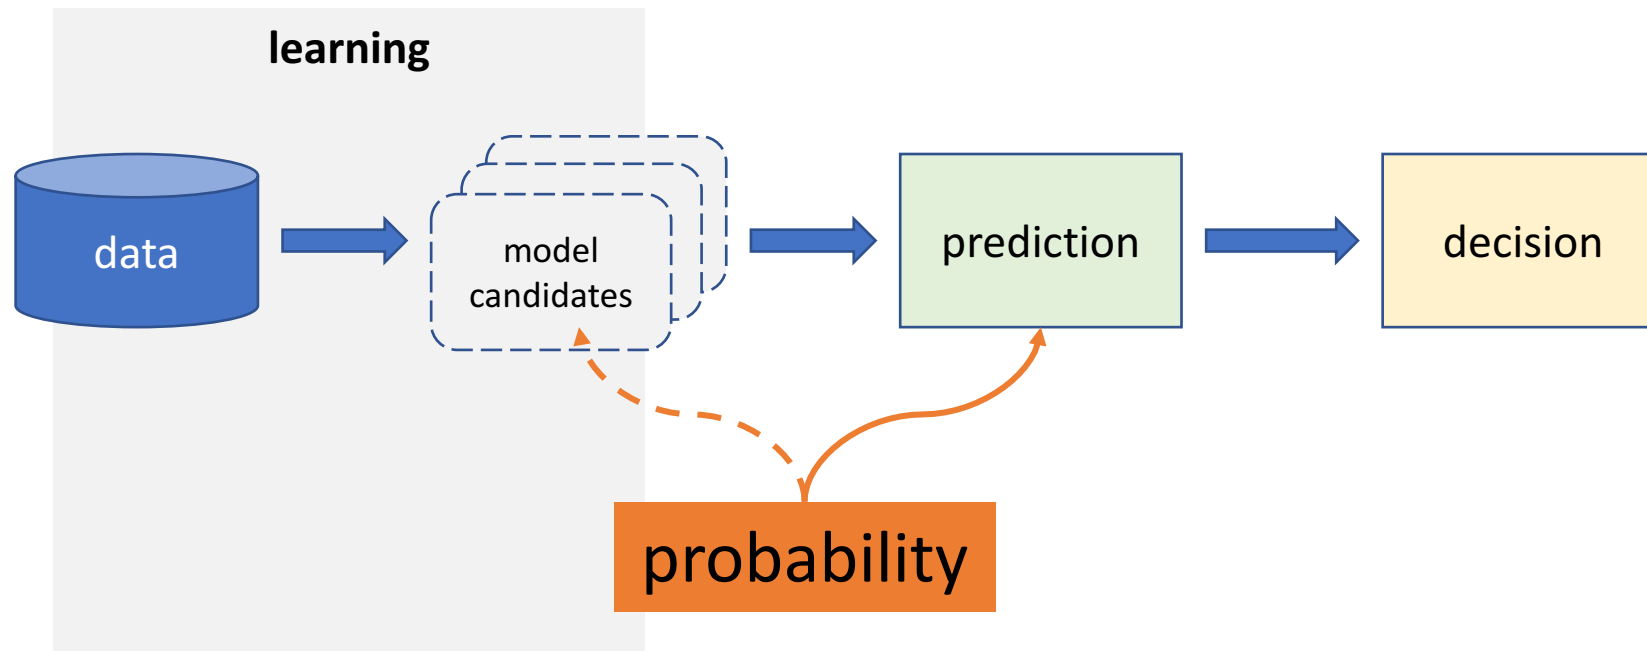 learning
data
model
candidates
prediction
decision
probability